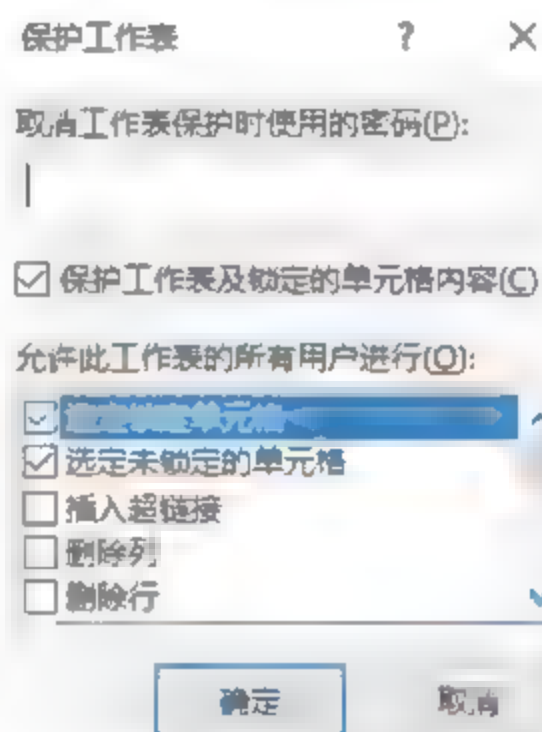 保护工作表 ? ×
取消工作表保护时使用的密码(P):
保护工作表及锁定的单元格内容(C)
允许此工作表的所有用户进行(O):
选定未锁定的单元格
插入超链接
删除列
删除行
确定 取消